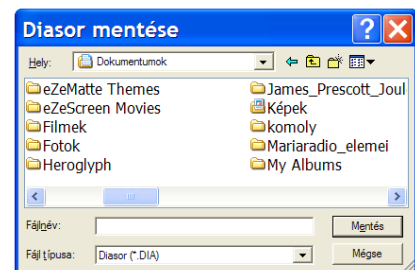 Diasor mentése
Hely: Dokumentumok
eZeMatte Themes
eZeScreen Movies
Filmek
Fotok
Heroglyph
James_Prescott_Joul
Képek
komoly
Mariaradio_elemei
My Albums
Fájlnév: Mentés
Fájl típusa: Diasor (*.DIA) Mégse